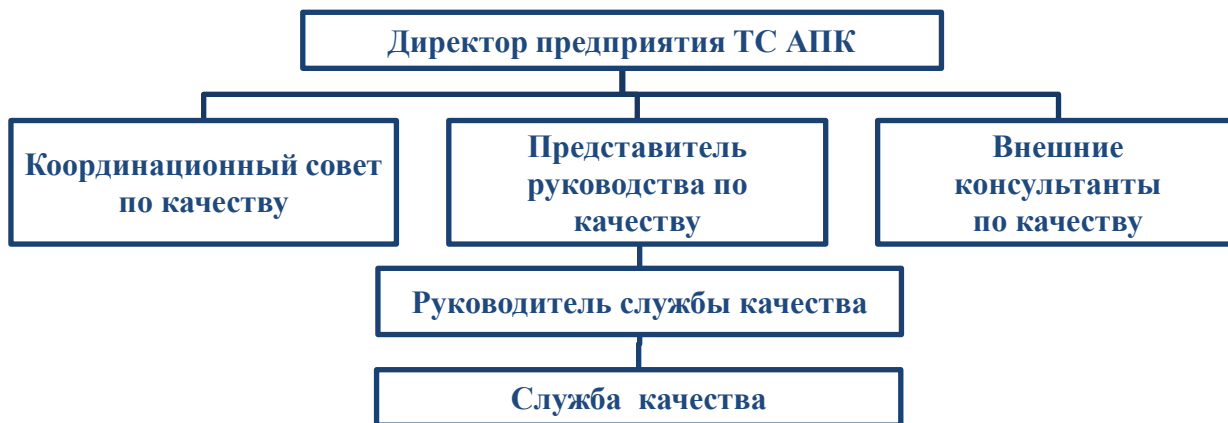 Директор предприятия ТС АПК
Координационный совет
по качеству
Представитель
руководства по
качеству
Внешние
консультанты
по качеству
Руководитель службы качества
Служба качества